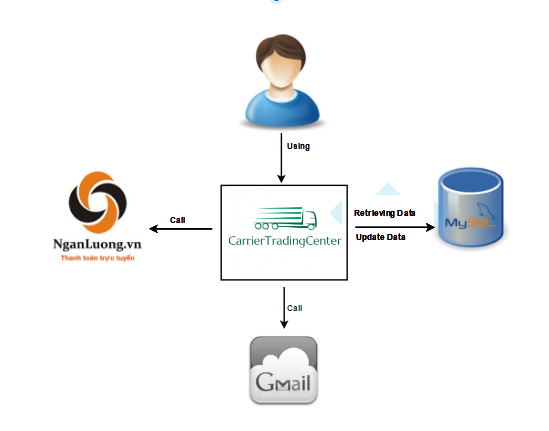 Using
NganLuong.vn
Thanh toán trực tuyến
Call
CarrierTradingCenter
Retrieving Data
Update Data
MySQL
Call
GMail